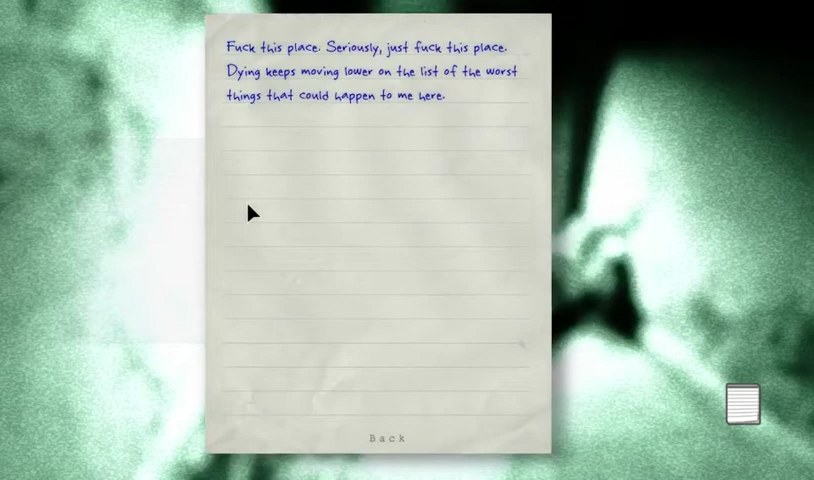 Fuck this place. Seriously, just fuck this place.
Dying keeps moving lower on the list of the worst
things that could happen to me here.
Back